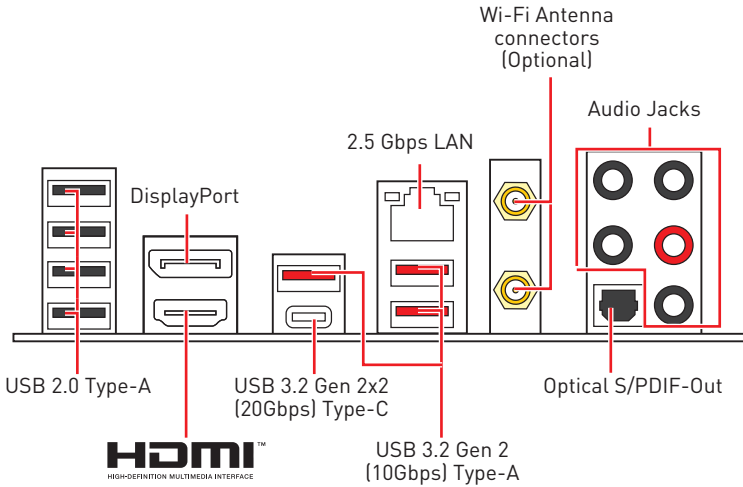 Wi-Fi Antenna
connectors
(Optional)
Audio Jacks
2.5 Gbps LAN
DisplayPort
USB 2.0 Type-A
USB 3.2 Gen 2x2
(20Gbps) Type-C
Optical S/PDIF-Out
HDMI™
HIGH-DEFINITION MULTIMEDIA INTERFACE
USB 3.2 Gen 2
(10Gbps) Type-A